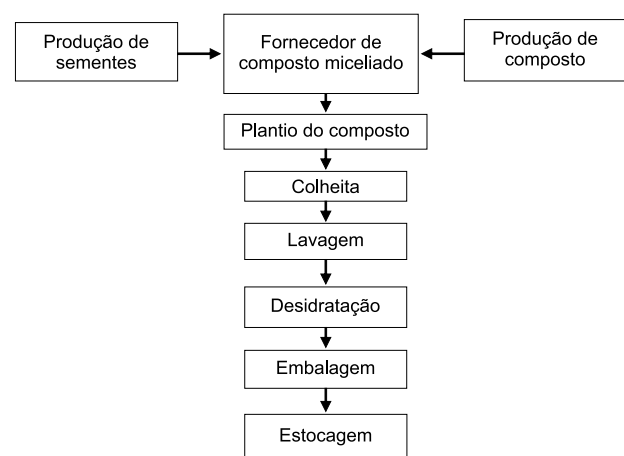 Produção de
sementes
Fornecedor de
composto miceliado
Produção de
composto
Plantio do composto
Colheita
Lavagem
Desidratação
Embalagem
Estocagem